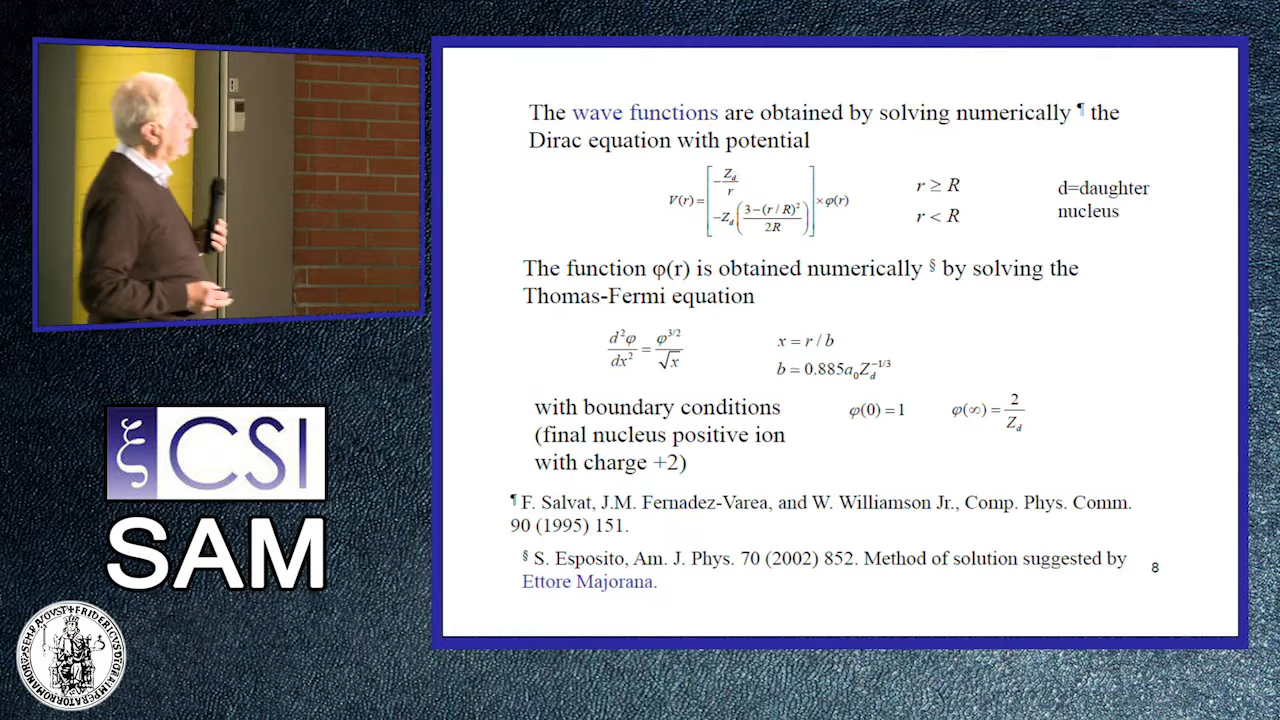 The wave functions are obtained by solving numerically ¶ the
Dirac equation with potential
V(r) = [ -Z_d/r ; -Z_d((3-(r/R)²)/2R) ] × φ(r)
r ≥ R
r < R
d=daughter
nucleus
The function φ(r) is obtained numerically § by solving the
Thomas-Fermi equation
d²φ/dx² = φ^{3/2}/√x
x = r / b
b ≃ 0.885a₀Z_d^{-1/3}
with boundary conditions
(final nucleus positive ion
with charge +2)
φ(0) = 1
φ(∞) = 2/Z_d
¶ F. Salvat, J.M. Fernadez-Varea, and W. Williamson Jr., Comp. Phys. Comm.
90 (1995) 151.
§ S. Esposito, Am. J. Phys. 70 (2002) 852. Method of solution suggested by
Ettore Majorana.
8
ξCSI
SAM